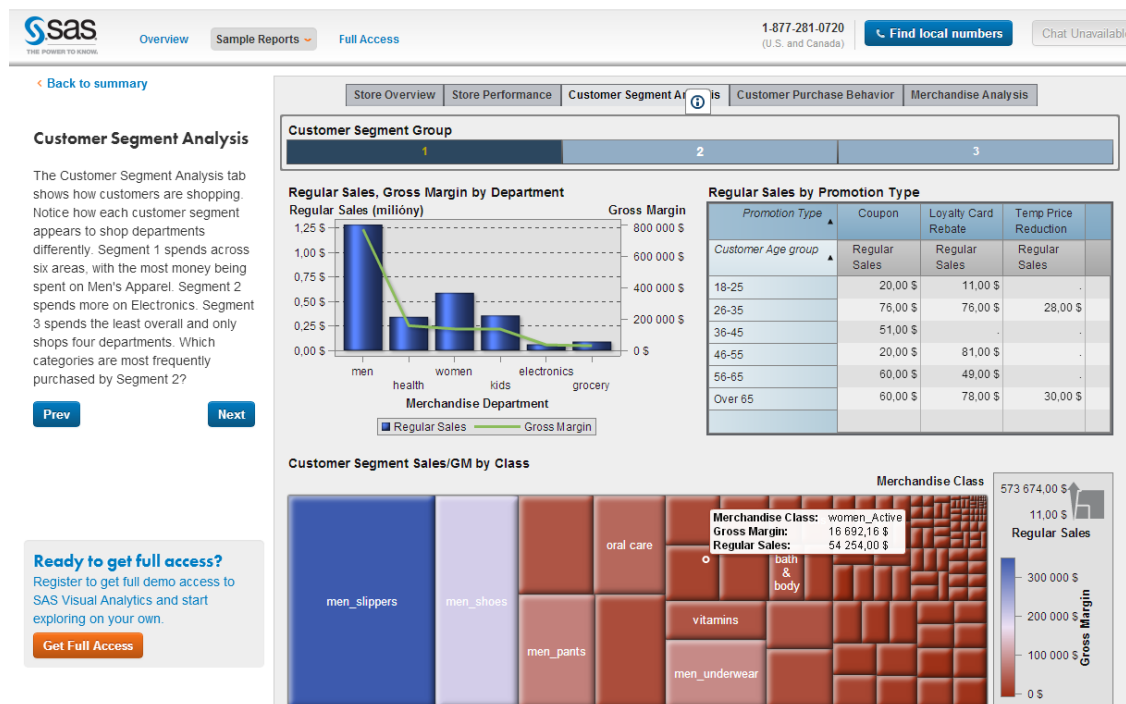 sas
THE POWER TO KNOW.
Overview
Sample Reports
Full Access
1-877-281-0720
(U.S. and Canada)
Find local numbers
Chat Unavailable
‹ Back to summary
Customer Segment Analysis
The Customer Segment Analysis tab
shows how customers are shopping.
Notice how each customer segment
appears to shop departments
differently. Segment 1 spends across
six areas, with the most money being
spent on Men's Apparel. Segment 2
spends more on Electronics. Segment
3 spends the least overall and only
shops four departments. Which
categories are most frequently
purchased by Segment 2?
Prev
Next
Ready to get full access?
Register to get full demo access to
SAS Visual Analytics and start
exploring on your own.
Get Full Access
Store Overview
Store Performance
Customer Segment An is
Customer Purchase Behavior
Merchandise Analysis
Customer Segment Group
1
2
3
Regular Sales, Gross Margin by Department
Regular Sales (milióny)
Gross Margin
1,25 $
1,00 $
0,75 $
0,50 $
0,25 $
0,00 $
800 000 $
600 000 $
400 000 $
200 000 $
0 $
men
health
women
kids
electronics
grocery
Merchandise Department
Regular Sales
Gross Margin
Regular Sales by Promotion Type
Promotion Type Coupon Loyalty Card Rebate Temp Price Reduction
Customer Age group Regular Sales Regular Sales Regular Sales
18-25 20,00 $ 11,00 $ .
26-35 76,00 $ 76,00 $ 28,00 $
36-45 51,00 $ . .
46-55 20,00 $ 81,00 $ .
56-65 60,00 $ 49,00 $ .
Over 65 60,00 $ 78,00 $ 30,00 $
Customer Segment Sales/GM by Class
Merchandise Class
men_slippers
men_shoes
oral care
men_pants
vitamins
men_underwear
bath
&
body
Merchandise Class: women_Active
Gross Margin: 16 692,16 $
Regular Sales: 54 254,00 $
573 674,00 $
11,00 $
Regular Sales
300 000 $
200 000 $
100 000 $
0 $
Gross Margin